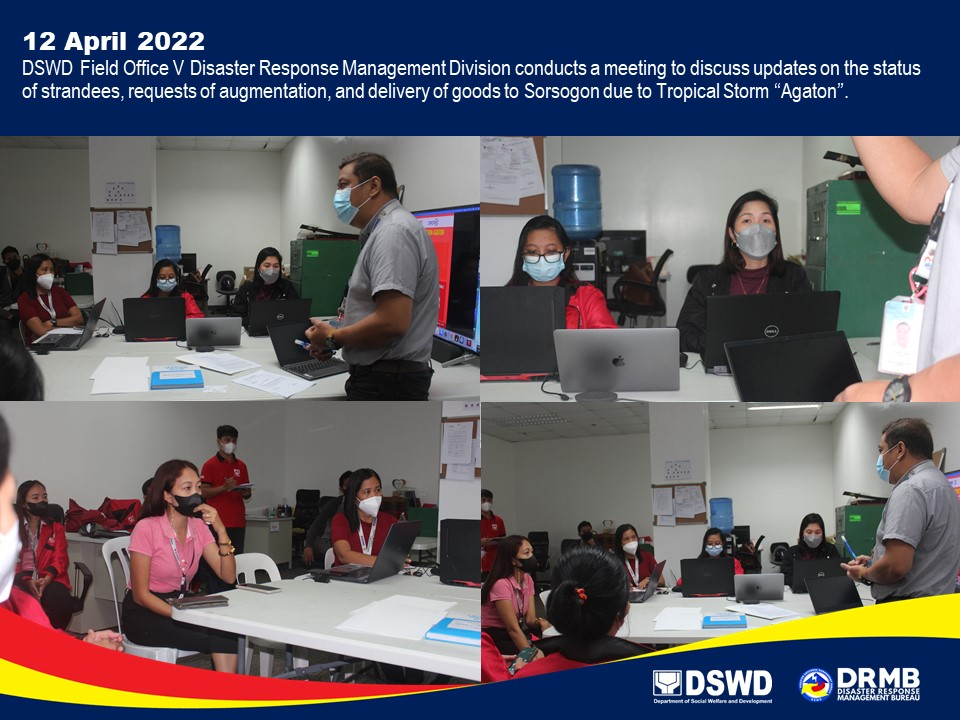 12 April 2022
DSWD Field Office V Disaster Response Management Division conducts a meeting to discuss updates on the status
of strandees, requests of augmentation, and delivery of goods to Sorsogon due to Tropical Storm “Agaton”.
DELL
DSWD
Department of Social Welfare and Development
DRMB
DISASTER RESPONSE
MANAGEMENT BUREAU